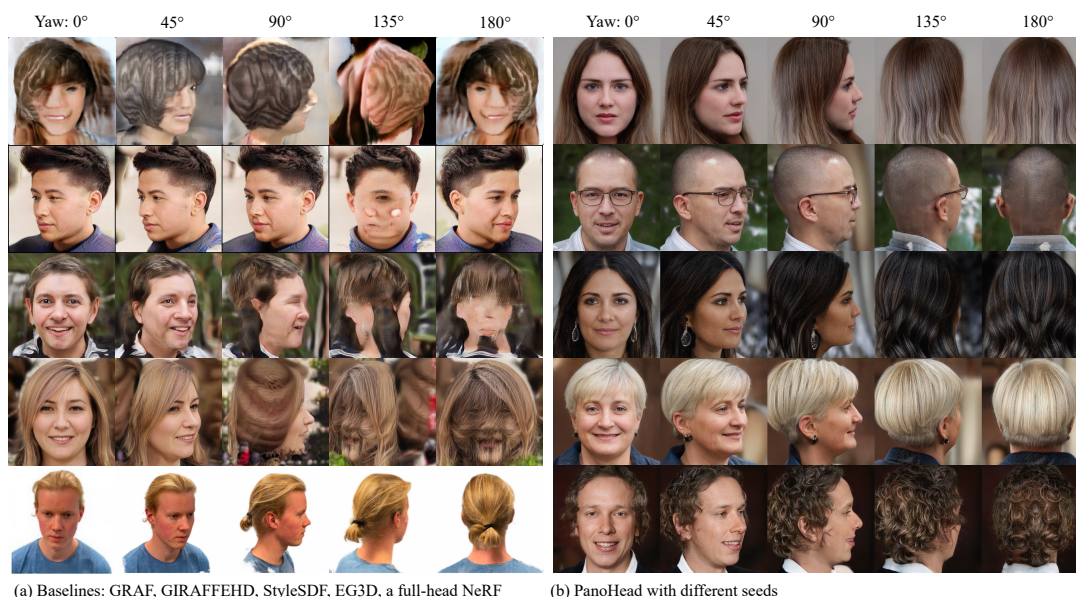 Yaw: 0° 45° 90° 135° 180°
Yaw: 0° 45° 90° 135° 180°
(a) Baselines: GRAF, GIRAFFEHD, StyleSDF, EG3D, a full-head NeRF
(b) PanoHead with different seeds